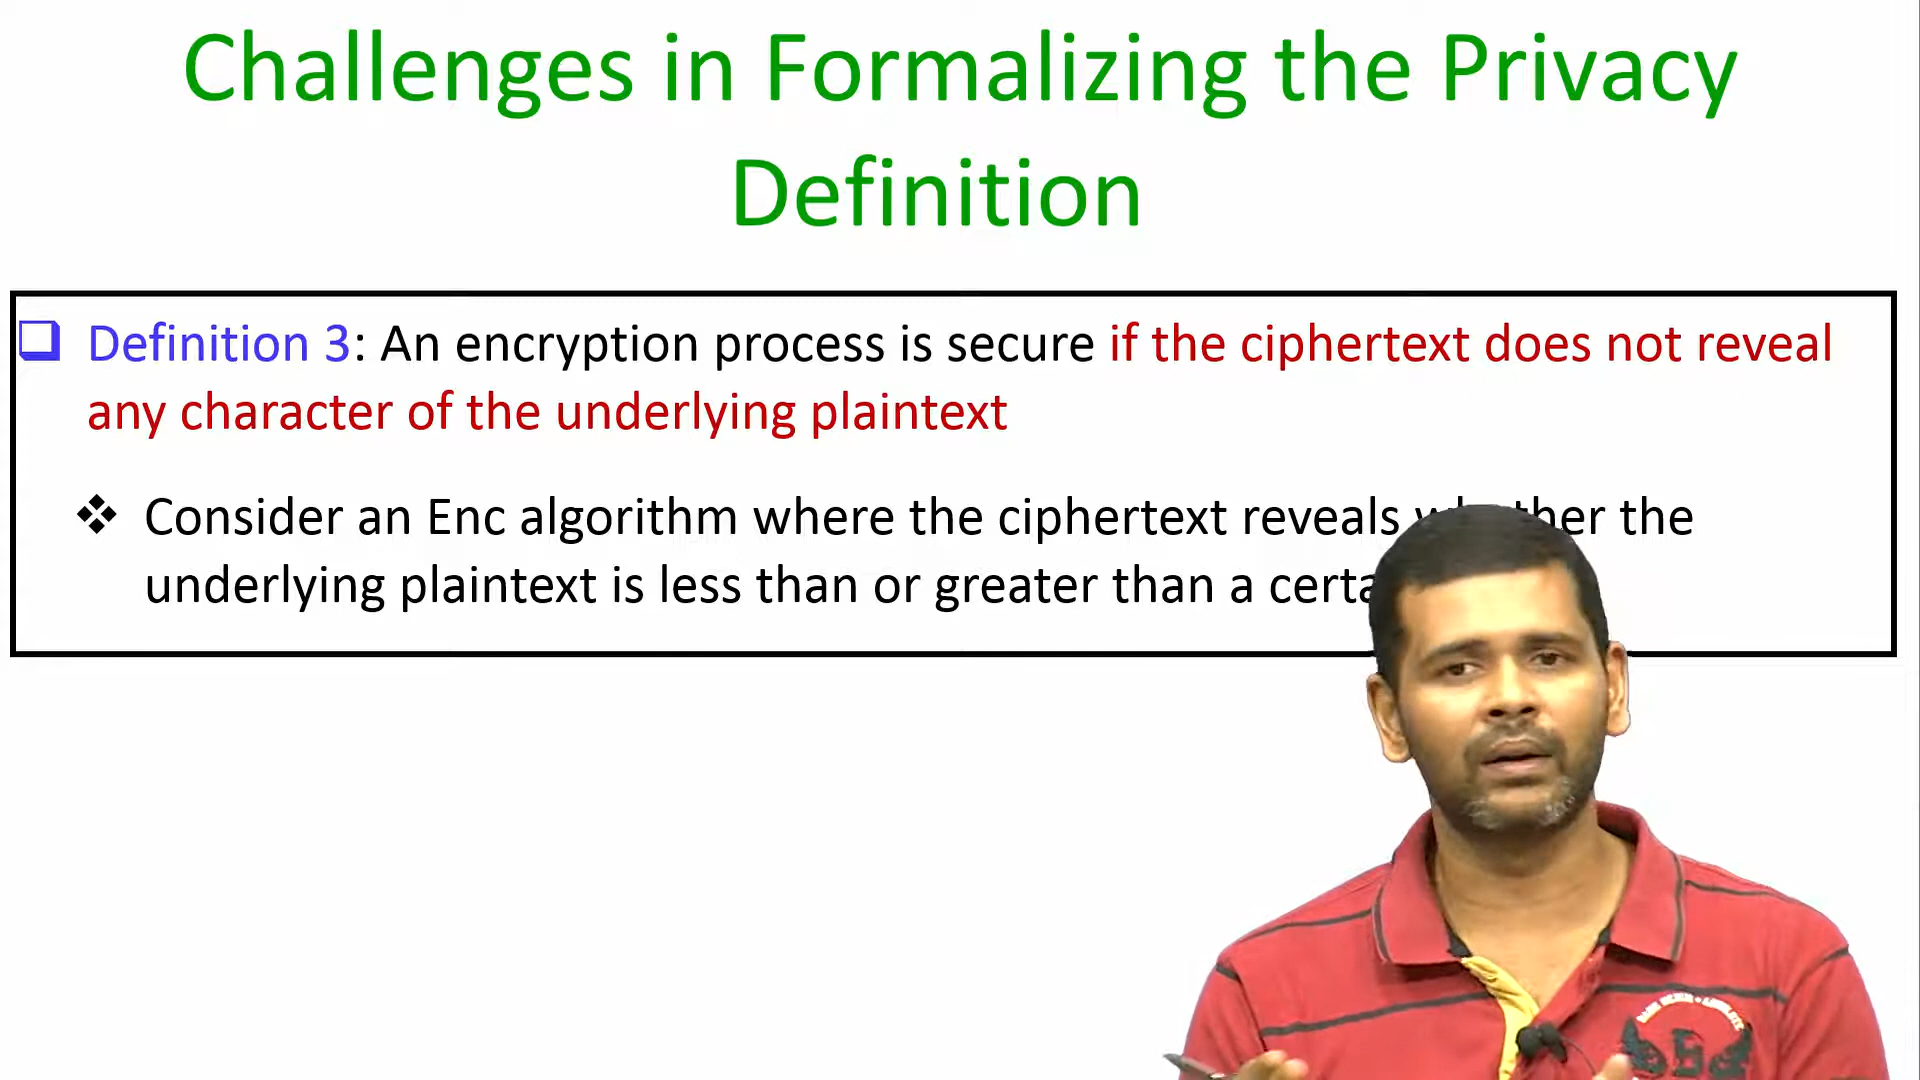 Challenges in Formalizing the Privacy
Definition
Definition 3: An encryption process is secure if the ciphertext does not reveal
any character of the underlying plaintext
Consider an Enc algorithm where the ciphertext reveals whether the
underlying plaintext is less than or greater than a